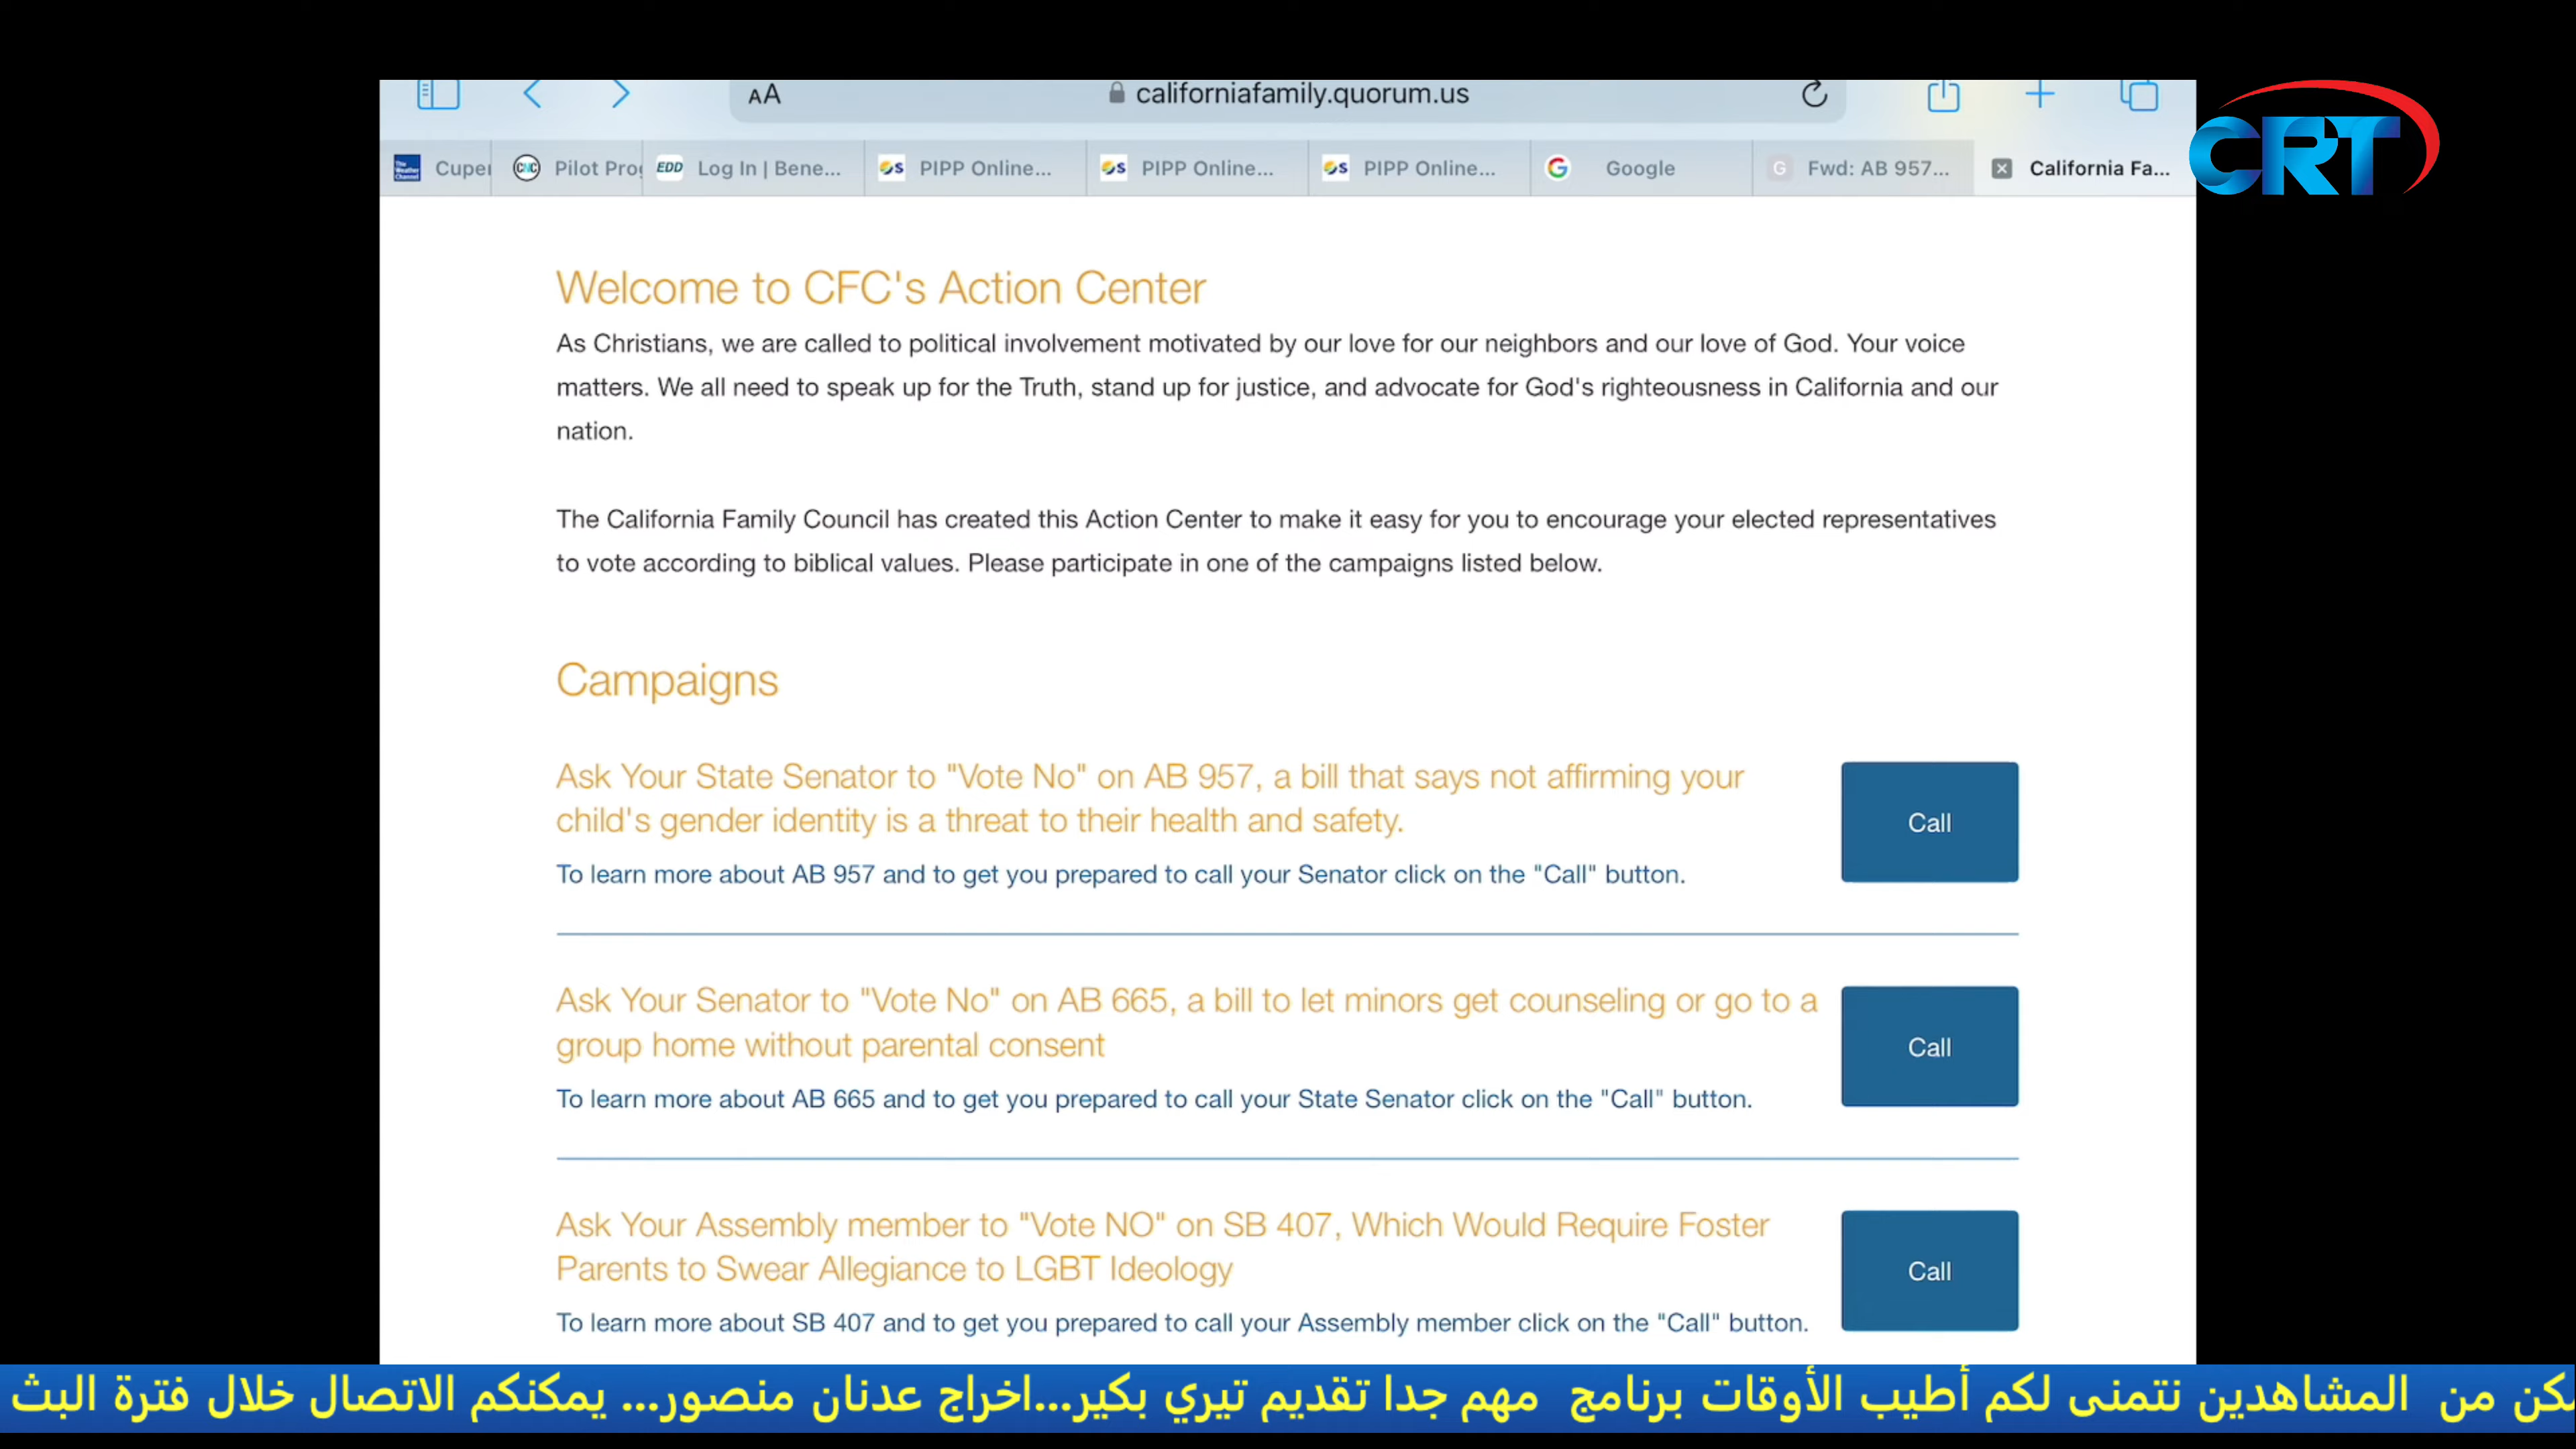 AA
californiafamily.quorum.us
CRT
Pilot
EDD Log In | Bene...
PIPP Online...
PIPP Online...
PIPP Online...
Google
Fwd: AB 957...
California Fa...
Welcome to CFC's Action Center
As Christians, we are called to political involvement motivated by our love for our neighbors and our love of God. Your voice
matters. We all need to speak up for the Truth, stand up for justice, and advocate for God's righteousness in California and our
nation.
The California Family Council has created this Action Center to make it easy for you to encourage your elected representatives
to vote according to biblical values. Please participate in one of the campaigns listed below.
Campaigns
Ask Your State Senator to "Vote No" on AB 957, a bill that says not affirming your
child's gender identity is a threat to their health and safety.
Call
To learn more about AB 957 and to get you prepared to call your Senator click on the "Call" button.
Ask Your Senator to "Vote No" on AB 665, a bill to let minors get counseling or go to a
group home without parental consent
Call
To learn more about AB 665 and to get you prepared to call your State Senator click on the "Call" button.
Ask Your Assembly member to "Vote NO" on SB 407, Which Would Require Foster
Parents to Swear Allegiance to LGBT Ideology
Call
To learn more about SB 407 and to get you prepared to call your Assembly member click on the "Call" button.
من المشاهدين نتمنى لكم أطيب الأوقات برنامج مهم جدا تقديم تيري بكير...اخراج عدنان منصور... يمكنكم الاتصال خلال فترة البث